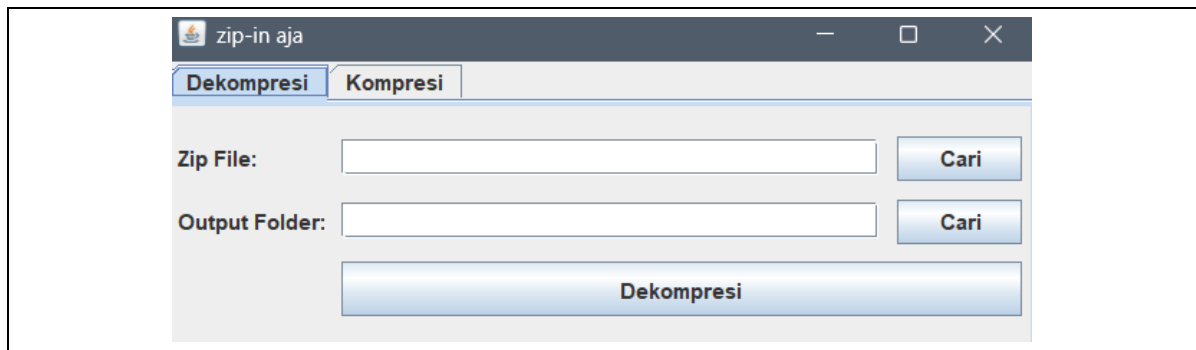 zip-in aja
Dekompresi Kompresi
Zip File: Cari
Output Folder: Cari
Dekompresi